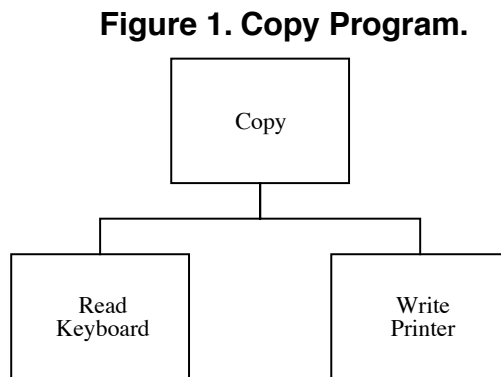 Figure 1. Copy Program.
Copy
Read
Keyboard
Write
Printer